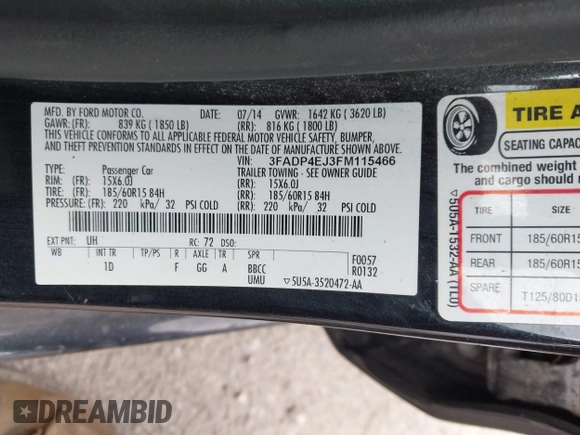 MFD. BY FORD MOTOR CO.
DATE: 07/14 GVWR: 1642 KG ( 3620 LB)
GAWR: (FR): 839 KG ( 1850 LB) (RR): 816 KG ( 1800 LB)
THIS VEHICLE CONFORMS TO ALL APPLICABLE FEDERAL MOTOR VEHICLE SAFETY, BUMPER,
AND THEFT PREVENTION STANDARDS IN EFFECT ON THE DATE OF MANUFACTURE SHOWN ABOVE.
VIN: 3FADP4EJ3FM115466
TYPE: Passenger Car TRAILER TOWING - SEE OWNER GUIDE
RIM: (FR): 15X6.0J (RR): 15X6.0J
TIRE: (FR): 185/60R15 84H (RR): 185/60R15 84H
PRESSURE: (FR): 220 kPa/ 32 PSI COLD (RR): 220 kPa/ 32 PSI COLD
EXT PNT: UH RC: 72 DSO: F0057
WB INT TR TP/PS R AXLE TR SPR R0132
1D F GG A BBCC
UMU ▽5U5A-3520472-AA
▽5U5A-1532-AA (TLU)
TIRE A
SEATING CAPAC
The combined weight
and cargo should n
TIRE SIZE
FRONT 185/60R15
REAR 185/60R15
SPARE T125/80D15
DREAMBID